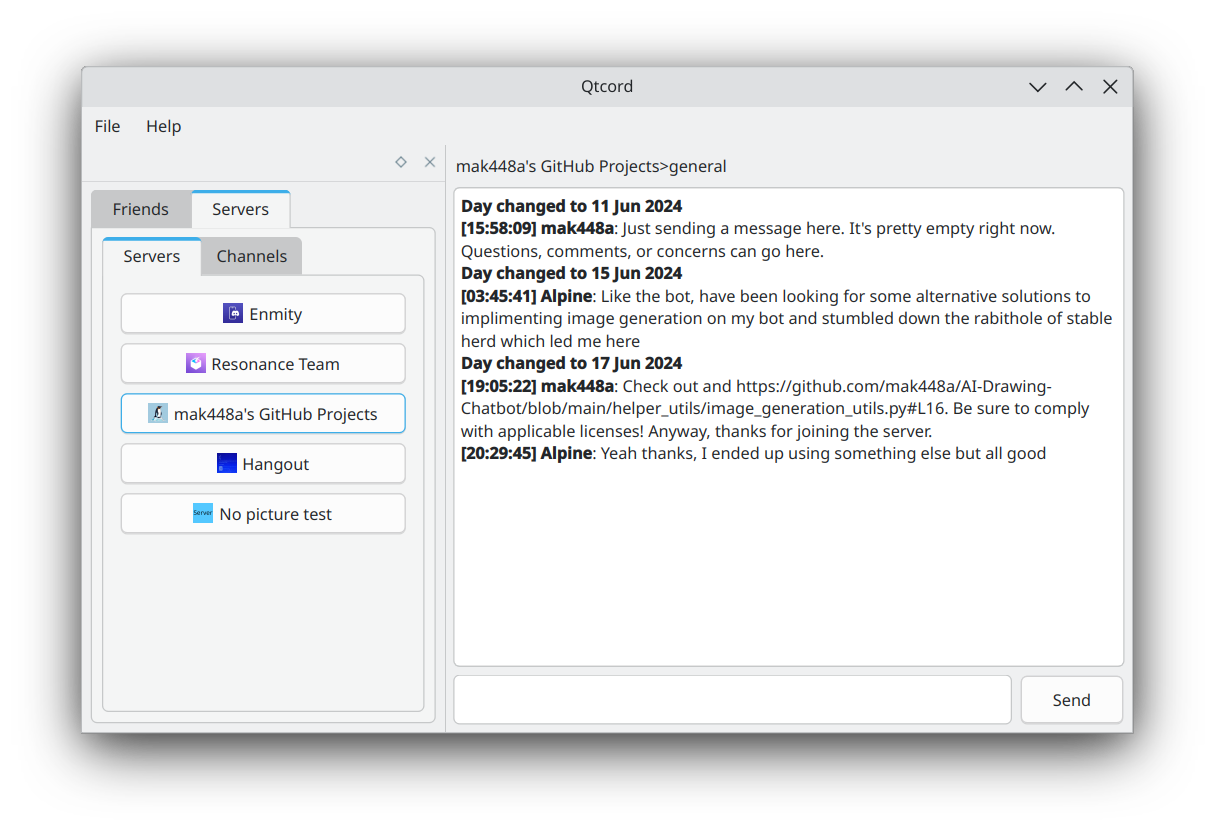 Qtcord
File Help
mak448a's GitHub Projects>general
Friends Servers
Servers Channels
Enmity
Resonance Team
mak448a's GitHub Projects
Hangout
Server No picture test
Day changed to 11 Jun 2024
[15:58:09] mak448a: Just sending a message here. It's pretty empty right now.
Questions, comments, or concerns can go here.
Day changed to 15 Jun 2024
[03:45:41] Alpine: Like the bot, have been looking for some alternative solutions to
implimenting image generation on my bot and stumbled down the rabithole of stable
herd which led me here
Day changed to 17 Jun 2024
[19:05:22] mak448a: Check out and https://github.com/mak448a/AI-Drawing-
Chatbot/blob/main/helper_utils/image_generation_utils.py#L16. Be sure to comply
with applicable licenses! Anyway, thanks for joining the server.
[20:29:45] Alpine: Yeah thanks, I ended up using something else but all good
Send